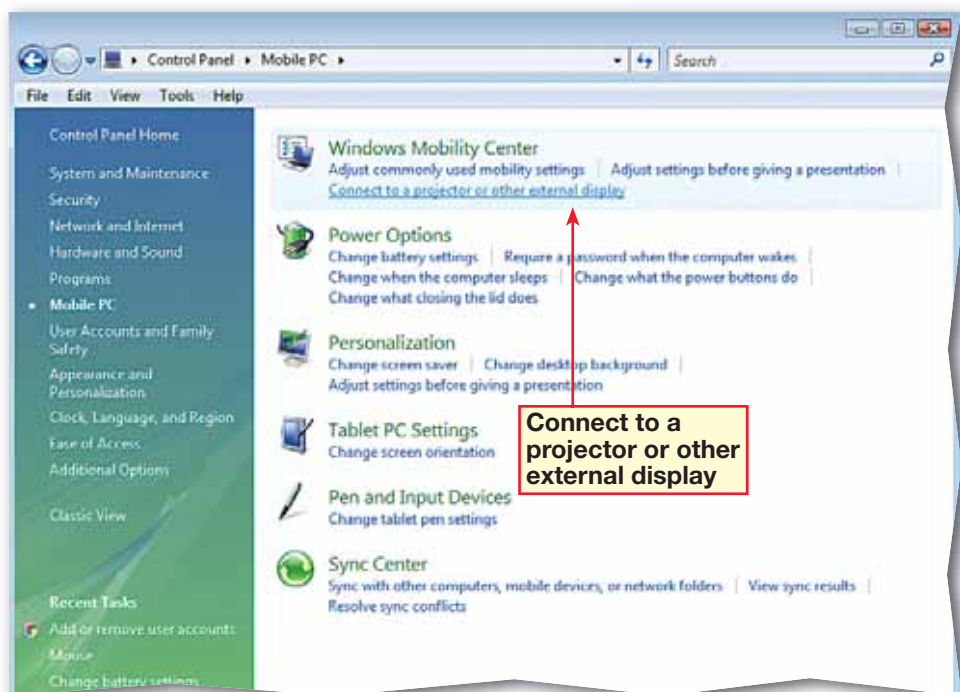 Control Panel Mobile PC
Search
File Edit View Tools Help
Control Panel Home
System and Maintenance
Security
Network and Internet
Hardware and Sound
Programs
Mobile PC
User Accounts and Family
Safety
Appearance and
Personalization
Clock, Language, and Region
Ease of Access
Additional Options
Classic View
Recent Tasks
Add or remove user accounts
Mouse
Change battery settings
Windows Mobility Center
Adjust commonly used mobility settings Adjust settings before giving a presentation
Connect to a projector or other external display
Power Options
Change battery settings Require a password when the computer wakes
Change when the computer sleeps Change what the power buttons do
Change what closing the lid does
Personalization
Change screen saver Change desktop background
Adjust settings before giving a presentation
Connect to a
projector or other
external display
Tablet PC Settings
Change screen orientation
Pen and Input Devices
Change tablet pen settings
Sync Center
Sync with other computers, mobile devices, or network folders View sync results
Resolve sync conflicts